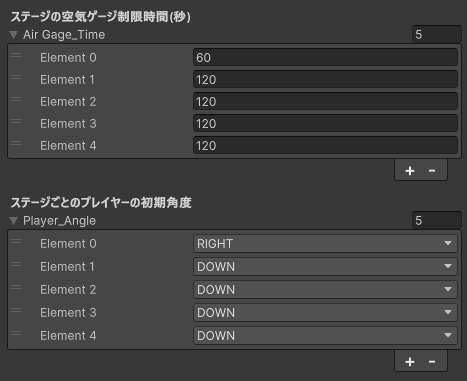 ステージの空気ゲージ制限時間(秒)
Air Gage_Time 5
Element 0 60
Element 1 120
Element 2 120
Element 3 120
Element 4 120
+ -
ステージごとのプレイヤーの初期角度
Player_Angle 5
Element 0 RIGHT
Element 1 DOWN
Element 2 DOWN
Element 3 DOWN
Element 4 DOWN
+ -